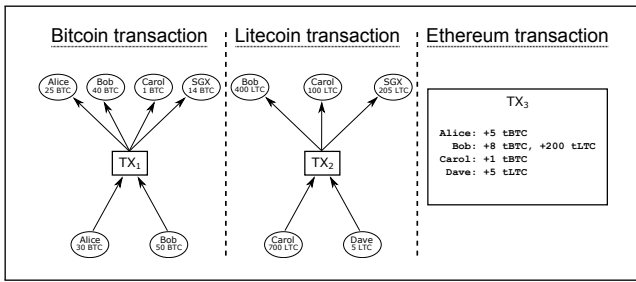 Bitcoin transaction
Litecoin transaction
Ethereum transaction
Alice
25 BTC
Bob
40 BTC
Carol
1 BTC
SGX
14 BTC
TX1
Alice
30 BTC
Bob
50 BTC
Bob
400 LTC
Carol
100 LTC
SGX
205 LTC
TX2
Carol
700 LTC
Dave
5 LTC
TX3
Alice: +5 tBTC
Bob: +8 tBTC, +200 tLTC
Carol: +1 tBTC
Dave: +5 tLTC